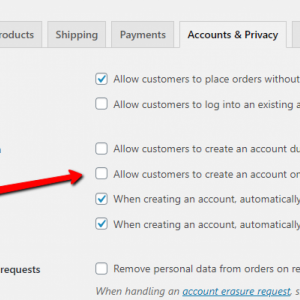 roducts Shipping Payments Accounts & Privacy
Allow customers to place orders without
Allow customers to log into an existing a
Allow customers to create an account du
Allow customers to create an account on
When creating an account, automatically
When creating an account, automatically
requests Remove personal data from orders on re
When handling an account erasure request, s